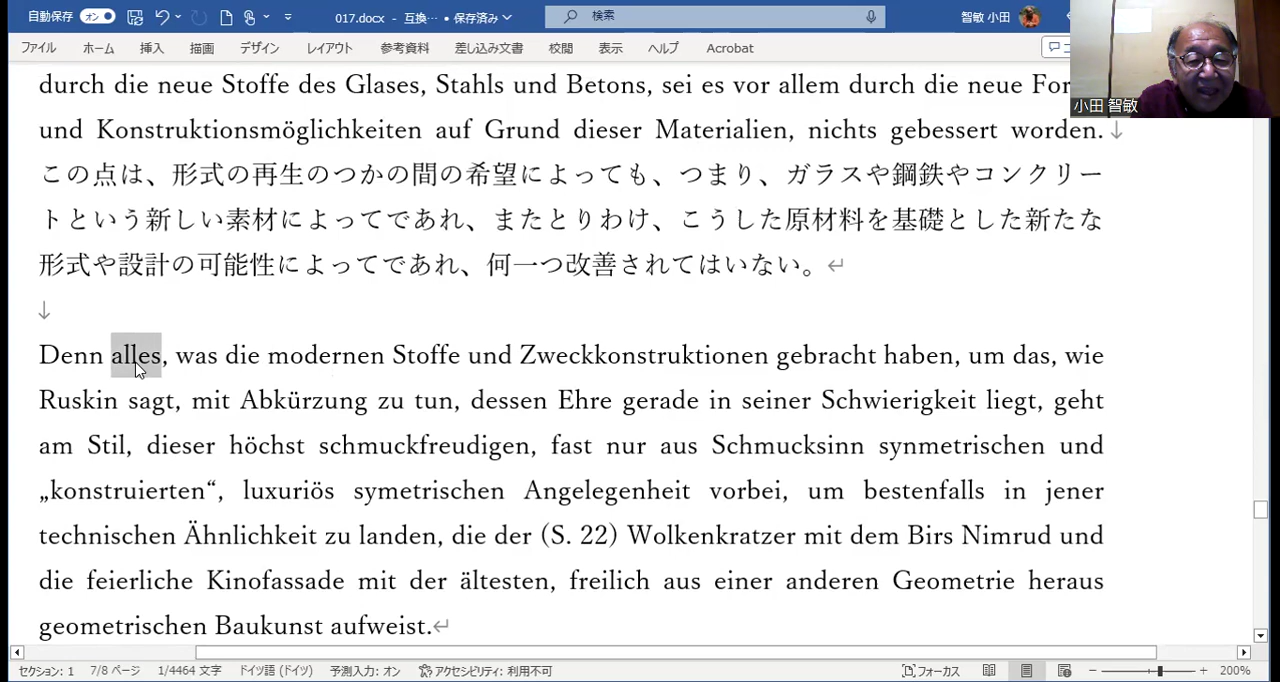 自動保存 オン 017.docx - 互換… • 保存済み 検索 智敏 小田
ファイル ホーム 挿入 描画 デザイン レイアウト 参考資料 差し込み文書 校閲 表示 ヘルプ Acrobat
小田 智敏
durch die neue Stoffe des Glases, Stahls und Betons, sei es vor allem durch die neue
und Konstruktionsmöglichkeiten auf Grund dieser Materialien, nichts gebessert worden.↓
この点は、形式の再生のつかの間の希望によっても、つまり、ガラスや鋼鉄やコンクリー
トという新しい素材によってであれ、またとりわけ、こうした原材料を基礎とした新たな
形式や設計の可能性によってであれ、何一つ改善されてはいない。↵
↓
Denn alles, was die modernen Stoffe und Zweckkonstruktionen gebracht haben, um das, wie
Ruskin sagt, mit Abkürzung zu tun, dessen Ehre gerade in seiner Schwierigkeit liegt, geht
am Stil, dieser höchst schmuckfreudigen, fast nur aus Schmucksinn synmetrischen und
„konstruierten“, luxuriös symetrischen Angelegenheit vorbei, um bestenfalls in jener
technischen Ähnlichkeit zu landen, die der (S. 22) Wolkenkratzer mit dem Birs Nimrud und
die feierliche Kinofassade mit der ältesten, freilich aus einer anderen Geometrie heraus
geometrischen Baukunst aufweist.↵
セクション: 1 7/8 ページ 1/4464 文字 ドイツ語 (ドイツ) 予測入力: オン アクセシビリティ: 利用不可 フォーカス 200%